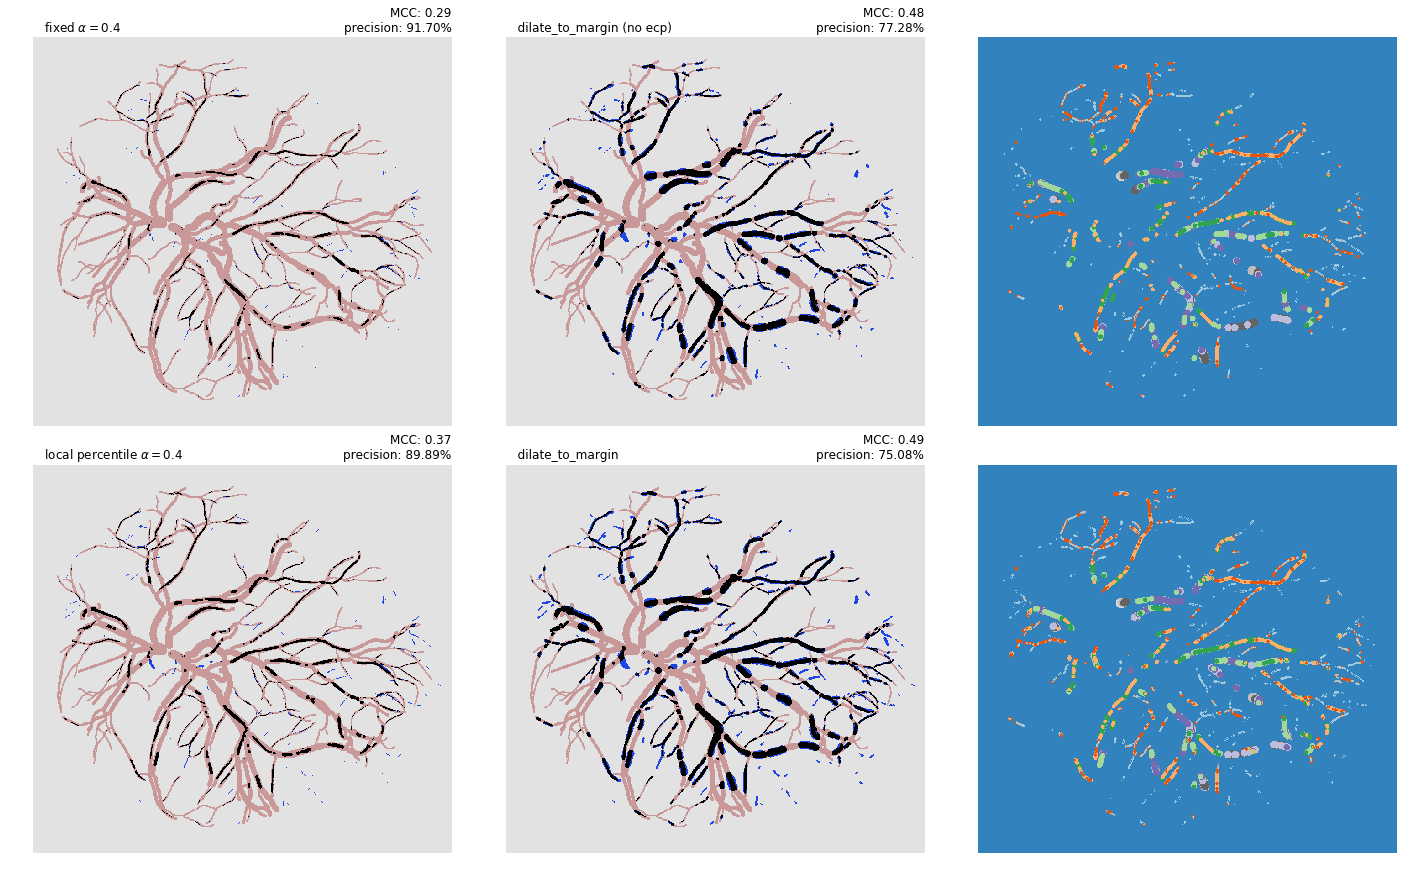 MCC: 0.29
fixed α = 0.4 precision: 91.70%
MCC: 0.48
dilate_to_margin (no ecp) precision: 77.28%
MCC: 0.37
local percentile α = 0.4 precision: 89.89%
MCC: 0.49
dilate_to_margin precision: 75.08%